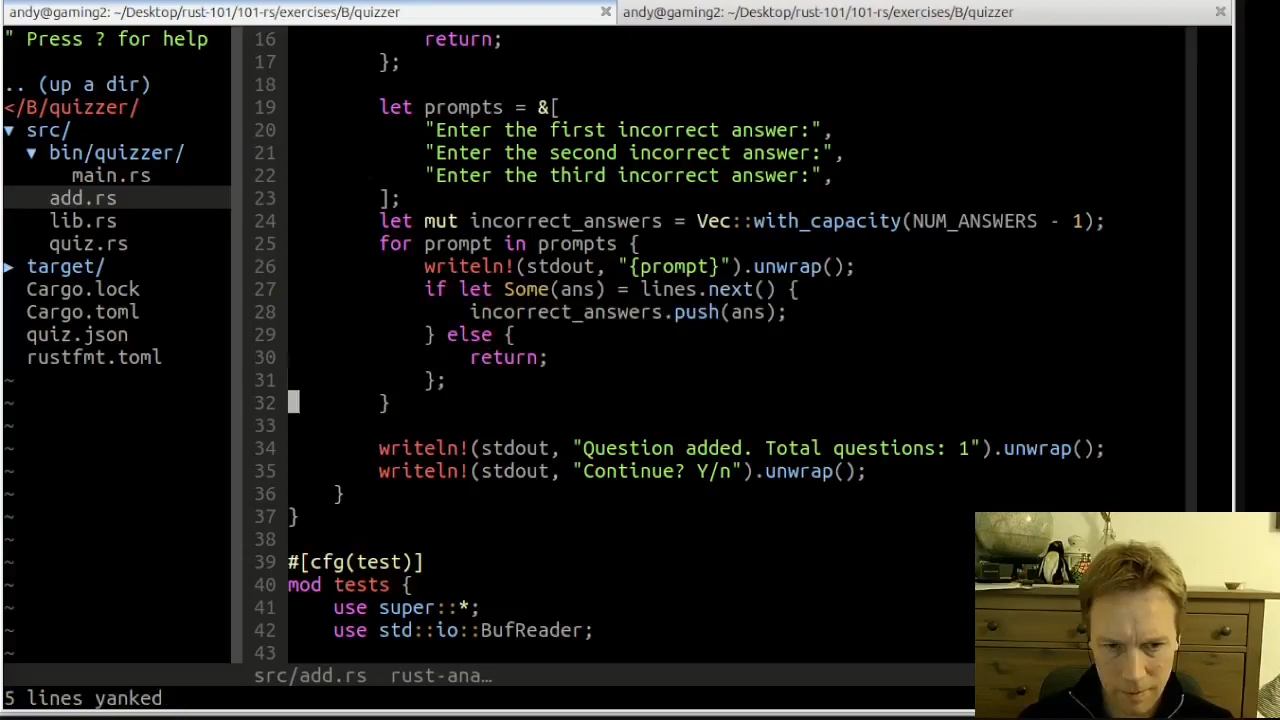 andy@gaming2: ~/Desktop/rust-101/101-rs/exercises/B/quizzer
andy@gaming2: ~/Desktop/rust-101/101-rs/exercises/B/quizzer
" Press ? for help
.. (up a dir)
</B/quizzer/
▼ src/
▼ bin/quizzer/
main.rs
add.rs
lib.rs
quiz.rs
▶ target/
Cargo.lock
Cargo.toml
quiz.json
rustfmt.toml
~
~
~
~
~
~
~
~
~
~
~
~
~
16             return;
17         };
18
19         let prompts = &[
20             "Enter the first incorrect answer:",
21             "Enter the second incorrect answer:",
22             "Enter the third incorrect answer:",
23         ];
24         let mut incorrect_answers = Vec::with_capacity(NUM_ANSWERS - 1);
25         for prompt in prompts {
26             writeln!(stdout, "{prompt}").unwrap();
27             if let Some(ans) = lines.next() {
28                 incorrect_answers.push(ans);
29             } else {
30                 return;
31             };
32         }
33
34         writeln!(stdout, "Question added. Total questions: 1").unwrap();
35         writeln!(stdout, "Continue? Y/n").unwrap();
36     }
37 }
38
39 #[cfg(test)]
40 mod tests {
41     use super::*;
42     use std::io::BufReader;
43
src/add.rs  rust-ana…
5 lines yanked